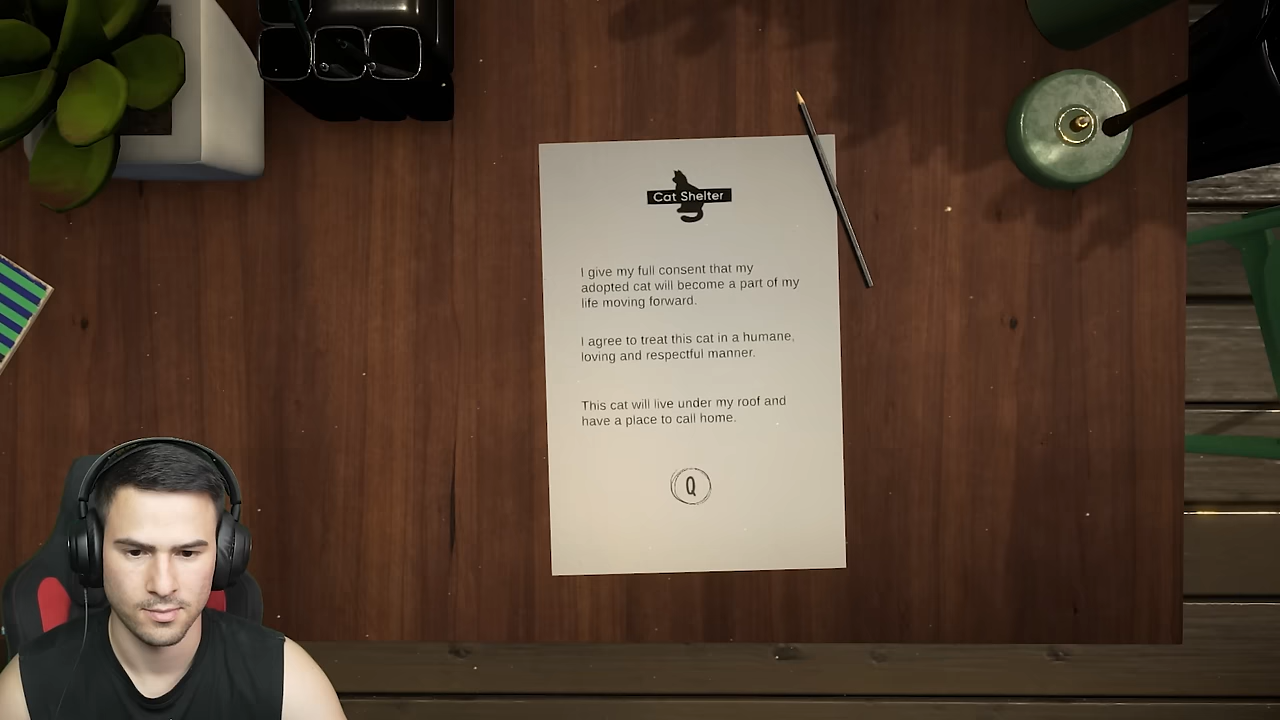 Cat Shelter
I give my full consent that my
adopted cat will become a part of my
life moving forward.
I agree to treat this cat in a humane,
loving and respectful manner.
This cat will live under my roof and
have a place to call home.
Q